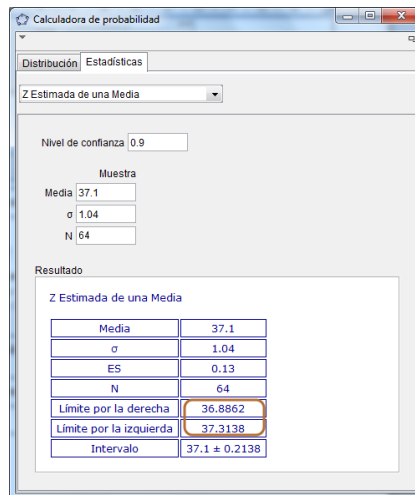 Calculadora de probabilidad
Distribución Estadísticas
Z Estimada de una Media
Nivel de confianza 0.9
Muestra
Media 37.1
σ 1.04
N 64
Resultado
Z Estimada de una Media
Media 37.1
σ 1.04
ES 0.13
N 64
Límite por la derecha 36.8862
Límite por la izquierda 37.3138
Intervalo 37.1 ± 0.2138